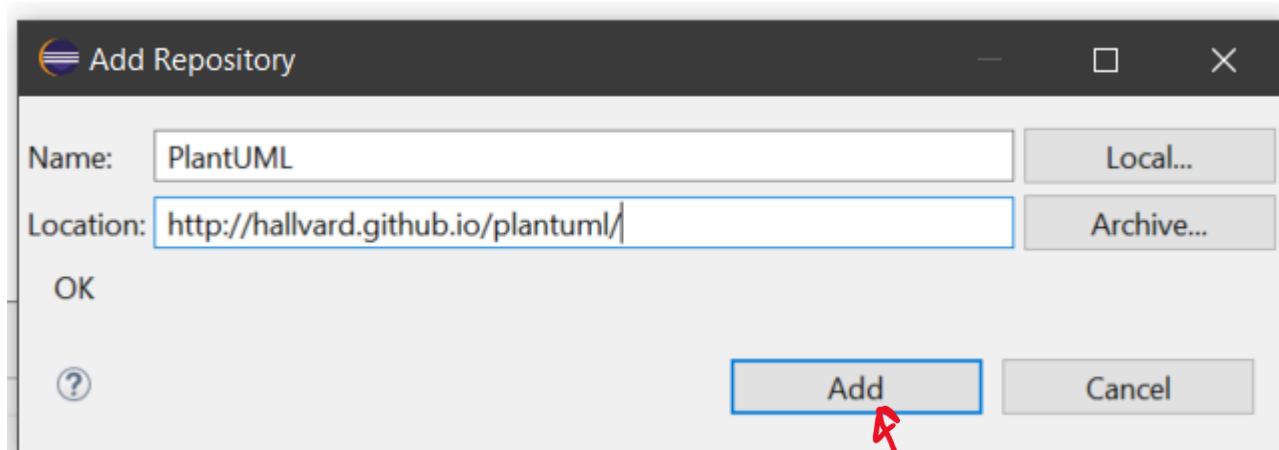 Add Repository
Name: PlantUML Local...
Location: http://hallvard.github.io/plantuml/ Archive...
OK
? Add Cancel